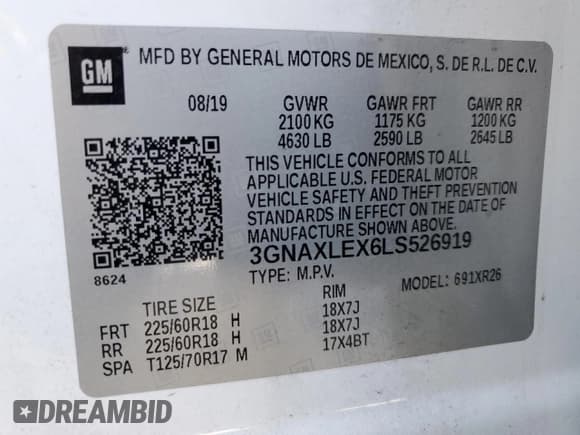 GM
MFD BY GENERAL MOTORS DE MEXICO, S. DE R.L. DE C.V.
08/19 GVWR GAWR FRT GAWR RR
2100 KG 1175 KG 1200 KG
4630 LB 2590 LB 2645 LB
THIS VEHICLE CONFORMS TO ALL
APPLICABLE U.S. FEDERAL MOTOR
VEHICLE SAFETY AND THEFT PREVENTION
STANDARDS IN EFFECT ON THE DATE OF
MANUFACTURE SHOWN ABOVE.
3GNAXLEX6LS526919
8624
TYPE: M.P.V. MODEL: 691XR26
TIRE SIZE RIM
FRT 225/60R18 H 18X7J
RR 225/60R18 H 18X7J
SPA T125/70R17 M 17X4BT
DREAMBID